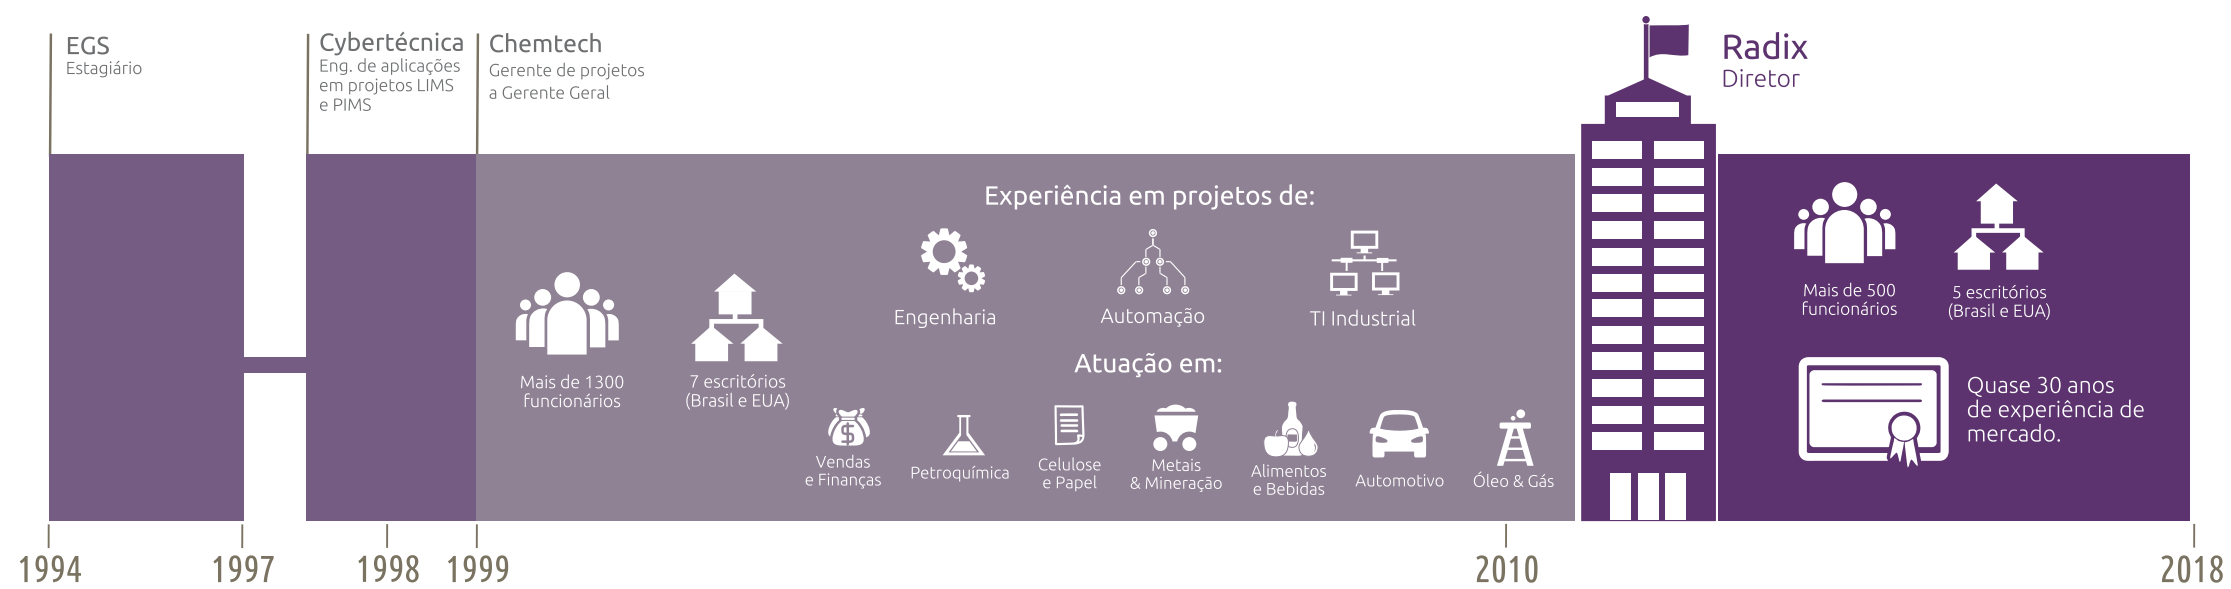 EGS
Estagiário
Cybertécnica
Eng. de aplicações
em projetos LIMS
e PIMS
Chemtech
Gerente de projetos
a Gerente Geral
Radix
Diretor
Mais de 1300
funcionários
7 escritórios
(Brasil e EUA)
Experiência em projetos de:
Engenharia
Automação
TI Industrial
Atuação em:
$
Vendas
e Finanças
Petroquímica
Celulose
e Papel
Metais
& Mineração
Alimentos
e Bebidas
Automotivo
Óleo & Gás
Mais de 500
funcionários
5 escritórios
(Brasil e EUA)
Quase 30 anos
de experiência de
mercado.
1994
1997
1998
1999
2010
2018